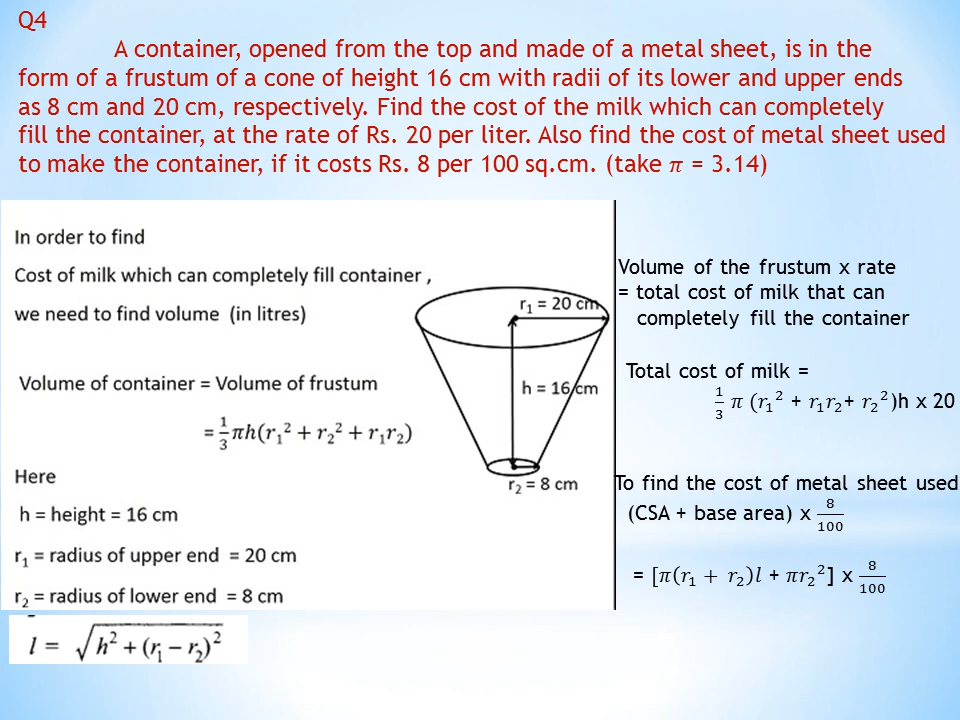 Q4
A container, opened from the top and made of a metal sheet, is in the
form of a frustum of a cone of height 16 cm with radii of its lower and upper ends
as 8 cm and 20 cm, respectively. Find the cost of the milk which can completely
fill the container, at the rate of Rs. 20 per liter. Also find the cost of metal sheet used
to make the container, if it costs Rs. 8 per 100 sq.cm. (take 𝜋 = 3.14)
In order to find
Cost of milk which can completely fill container ,
we need to find volume (in litres)
Volume of container = Volume of frustum
= 1/3 πh(r₁² + r₂² + r₁r₂)
Here
h = height = 16 cm
r₁ = radius of upper end = 20 cm
r₂ = radius of lower end = 8 cm
l = √(h² + (r₁ – r₂)²)
r₁ = 20 cm
h = 16 cm
r₂ = 8 cm
Volume of the frustum x rate
= total cost of milk that can
completely fill the container
Total cost of milk =
1/3 𝜋 (𝑟₁² + 𝑟₁𝑟₂+ 𝑟₂²)h x 20
To find the cost of metal sheet used
(CSA + base area) x 8/100
= [𝜋(𝑟₁ + 𝑟₂)𝑙 + 𝜋𝑟₂²] x 8/100